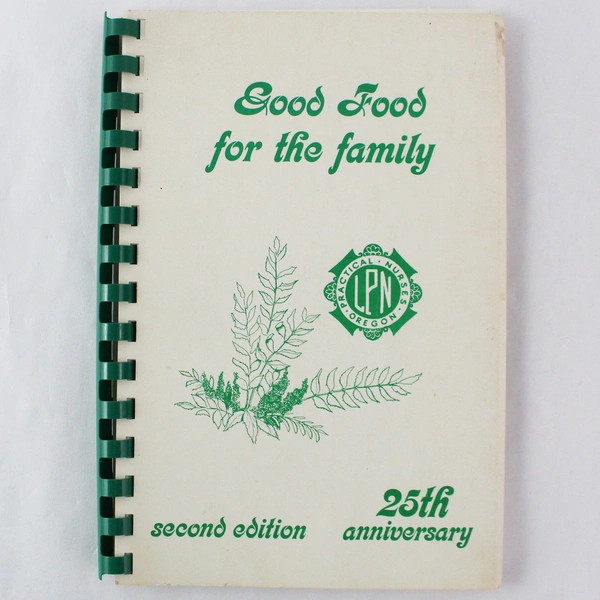 Good Food
for the family
PRACTICAL · NURSES ·
LPN
· OREGON ·
second edition
25th
anniversary